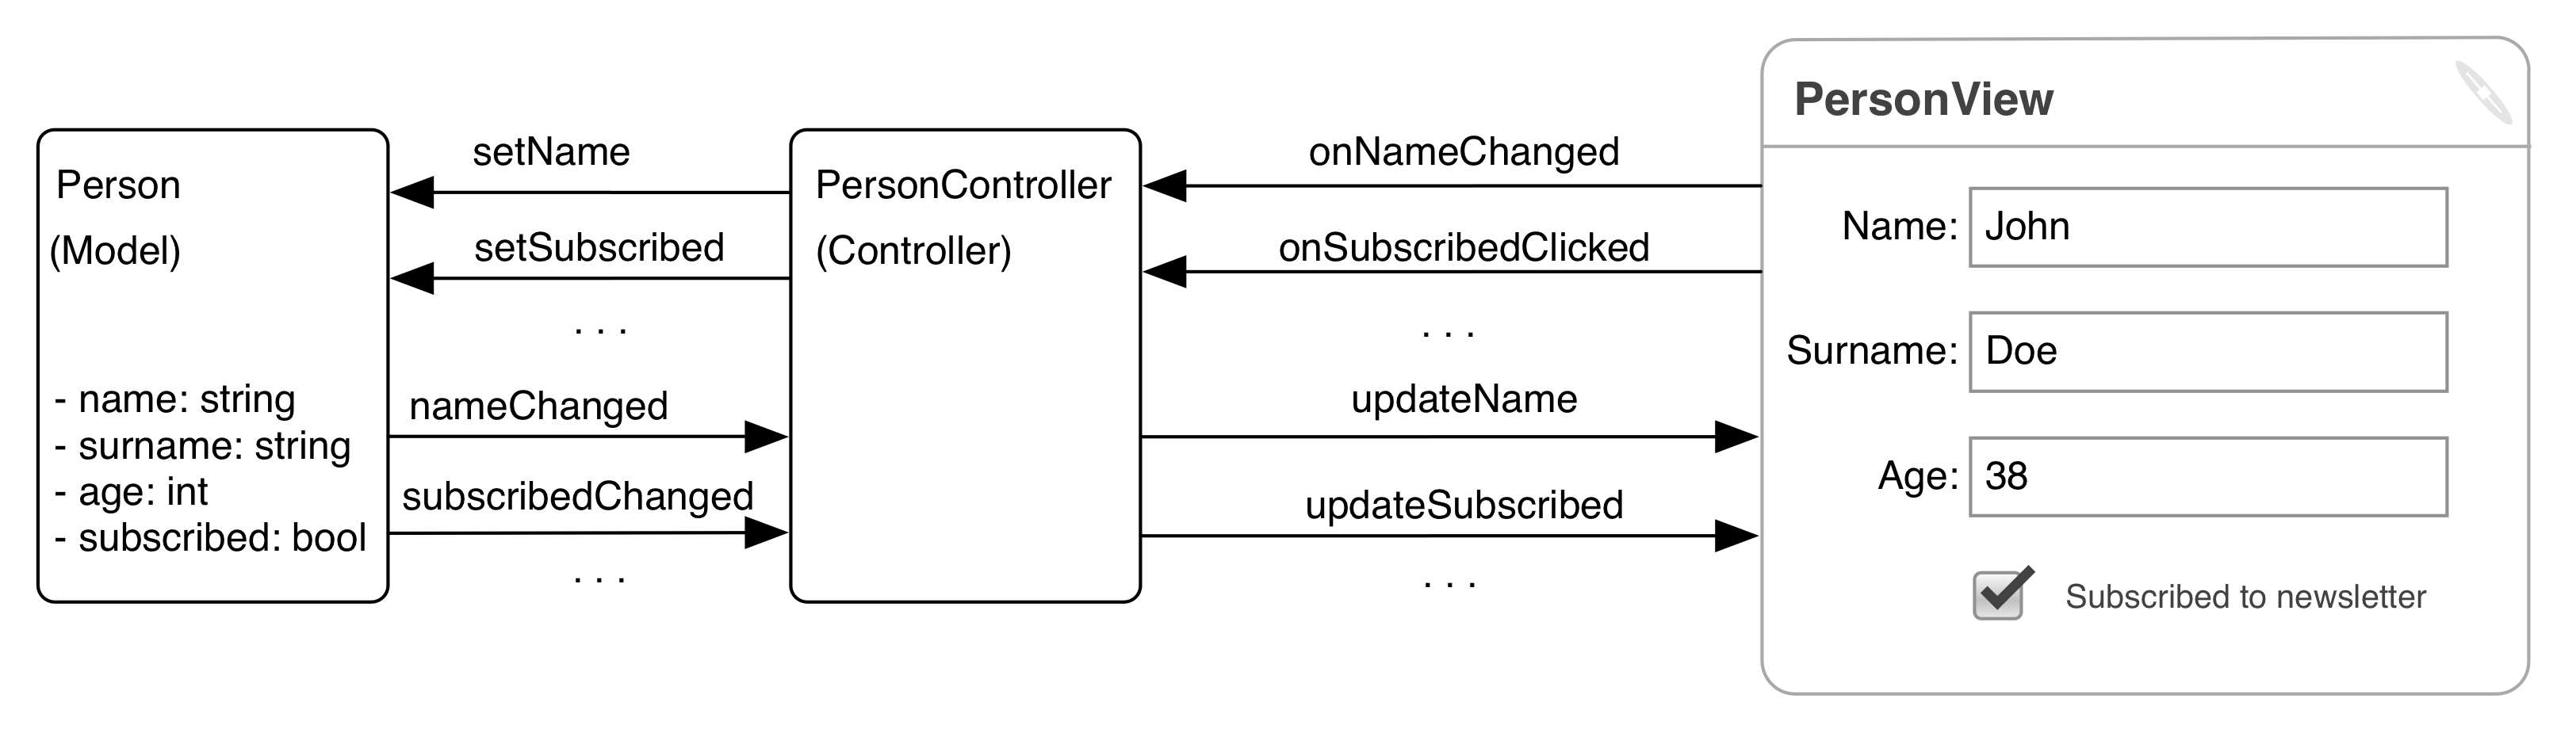 Person
(Model)
- name: string
- surname: string
- age: int
- subscribed: bool
setName
setSubscribed
. . .
nameChanged
subscribedChanged
. . .
PersonController
(Controller)
onNameChanged
onSubscribedClicked
. . .
updateName
updateSubscribed
. . .
PersonView
Name: John
Surname: Doe
Age: 38
Subscribed to newsletter